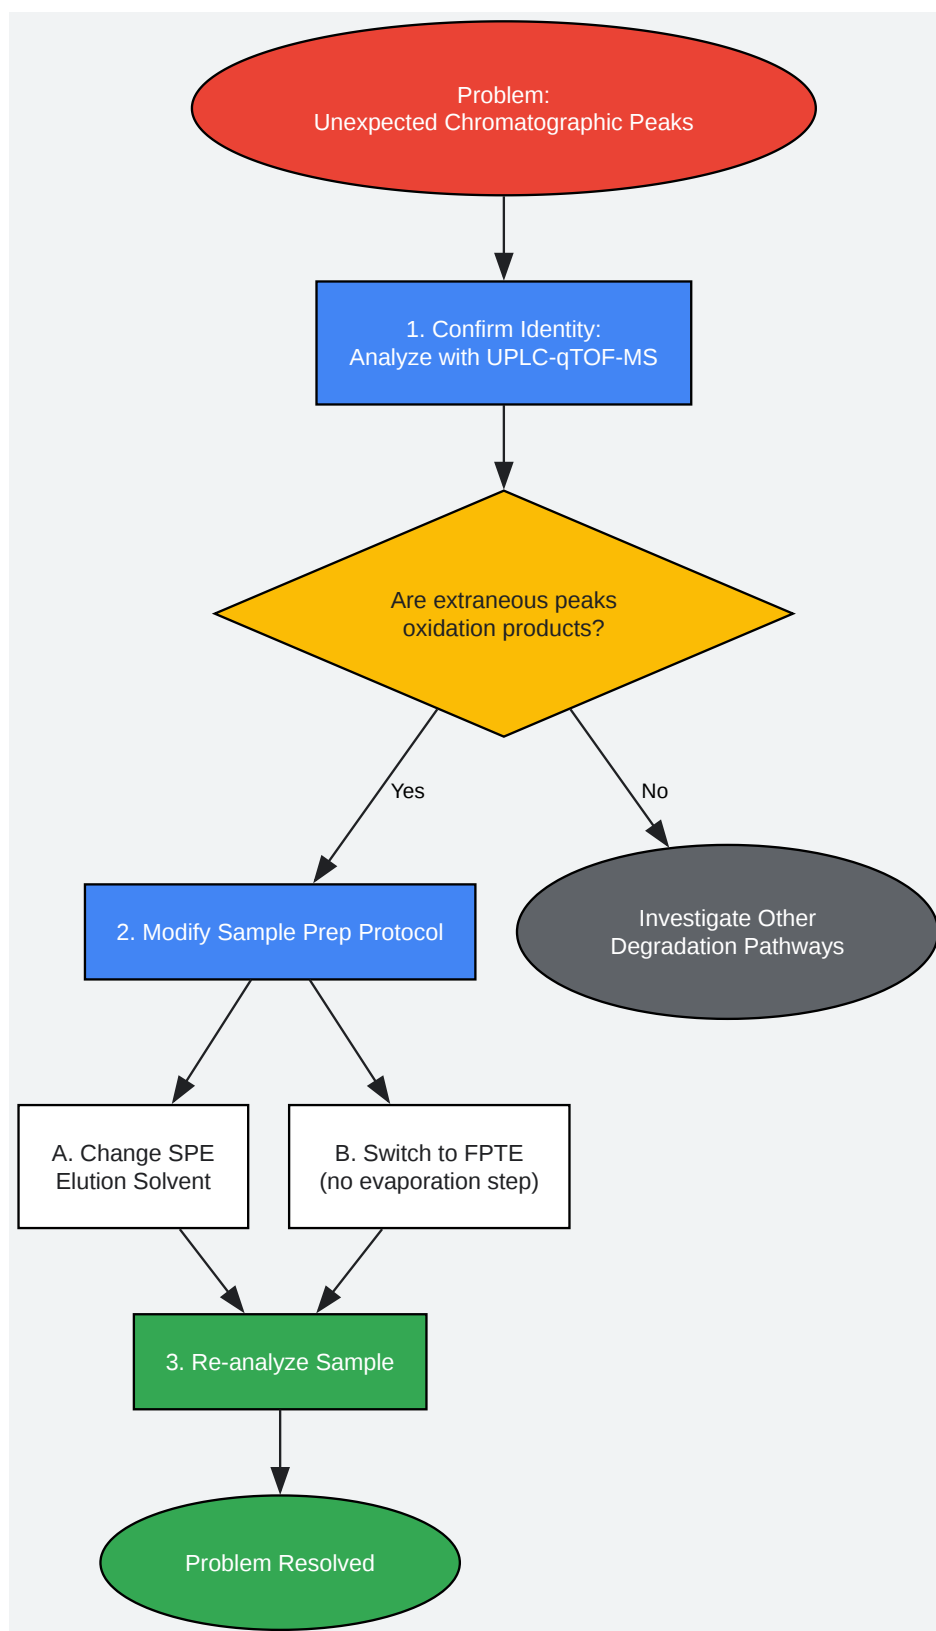 Problem:
Unexpected Chromatographic Peaks
1. Confirm Identity:
Analyze with UPLC-qTOF-MS
Are extraneous peaks
oxidation products?
Yes
No
2. Modify Sample Prep Protocol
Investigate Other
Degradation Pathways
A. Change SPE
Elution Solvent
B. Switch to FPTE
(no evaporation step)
3. Re-analyze Sample
Problem Resolved